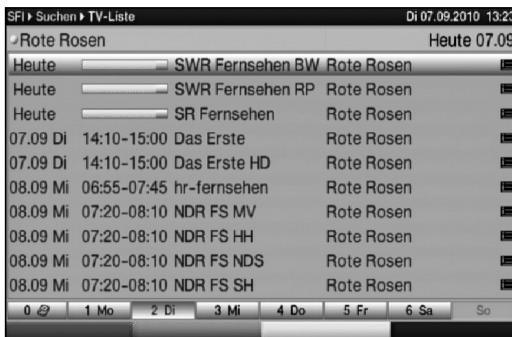 SFI ▸ Suchen ▸ TV-Liste Di 07.09.2010 13:23
Rote Rosen Heute 07.09
Heute SWR Fernsehen BW Rote Rosen
Heute SWR Fernsehen RP Rote Rosen
Heute SR Fernsehen Rote Rosen
07.09 Di 14:10-15:00 Das Erste Rote Rosen
07.09 Di 14:10-15:00 Das Erste HD Rote Rosen
08.09 Mi 06:55-07:45 hr-fernsehen Rote Rosen
08.09 Mi 07:20-08:10 NDR FS MV Rote Rosen
08.09 Mi 07:20-08:10 NDR FS HH Rote Rosen
08.09 Mi 07:20-08:10 NDR FS NDS Rote Rosen
08.09 Mi 07:20-08:10 NDR FS SH Rote Rosen
0 1 Mo 2 Di 3 Mi 4 Do 5 Fr 6 Sa So